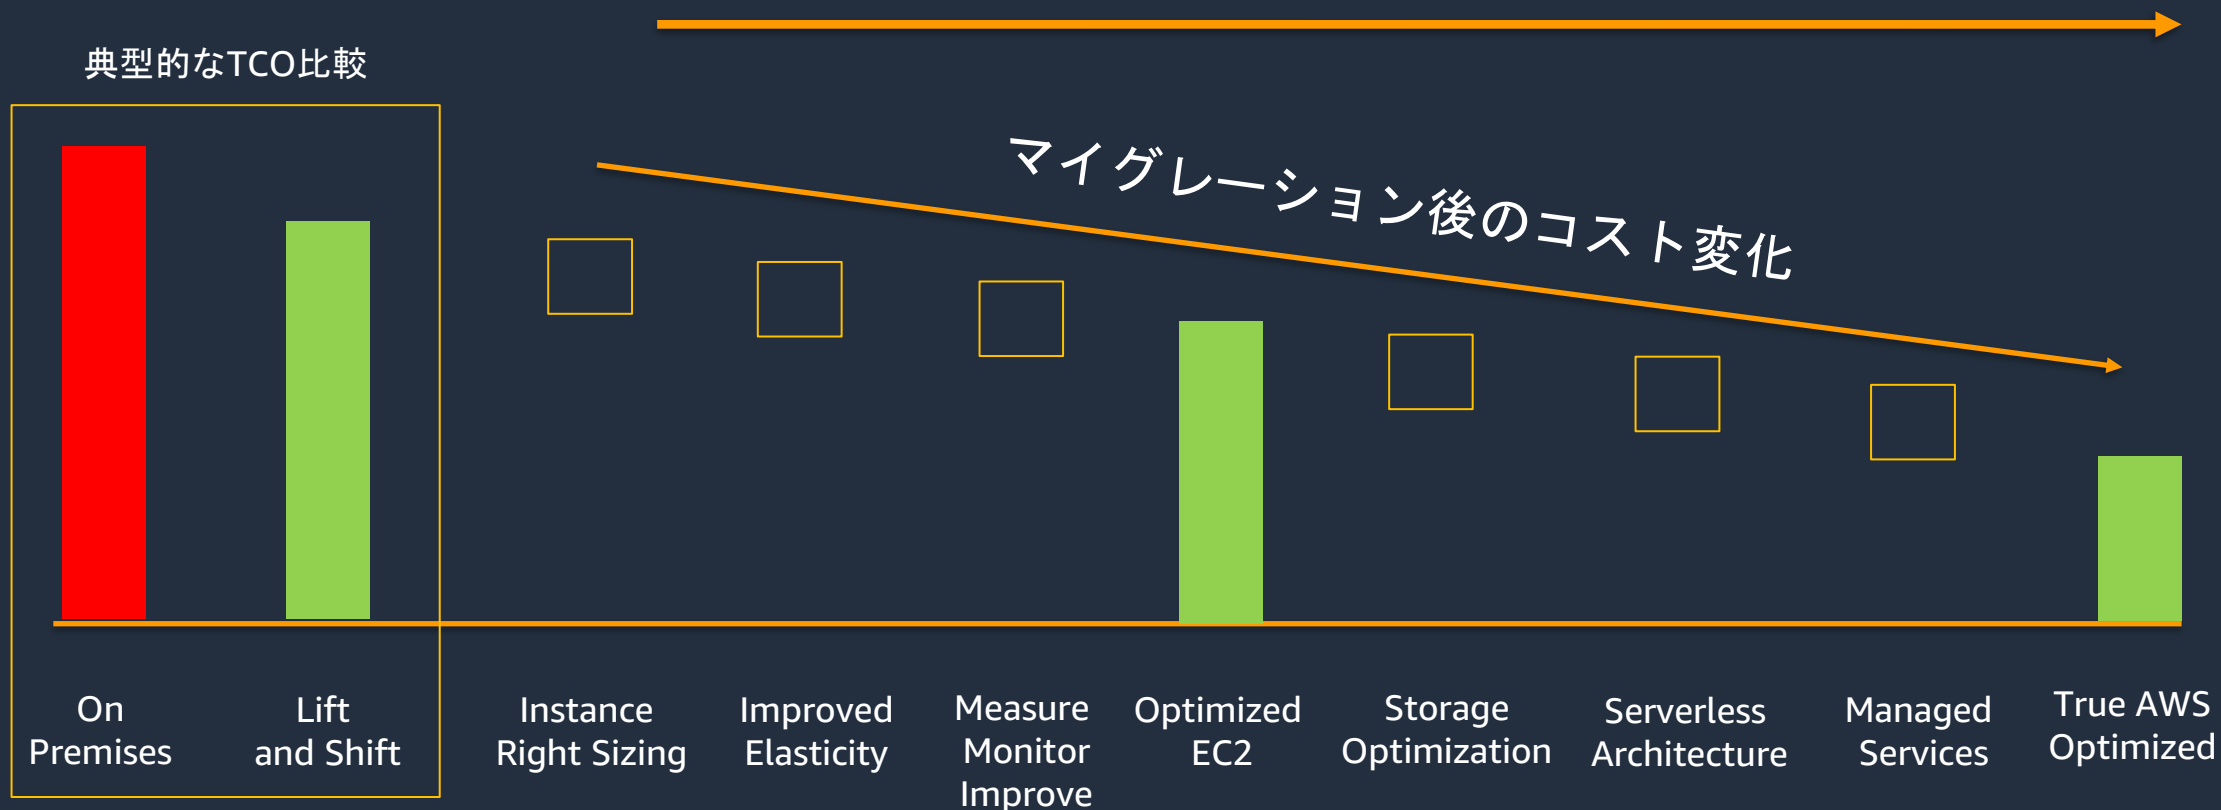 典型的なTCO比較
マイグレーション後のコスト変化
On
Premises
Lift
and Shift
Instance
Right Sizing
Improved
Elasticity
Measure
Monitor
Improve
Optimized
EC2
Storage
Optimization
Serverless
Architecture
Managed
Services
True AWS
Optimized